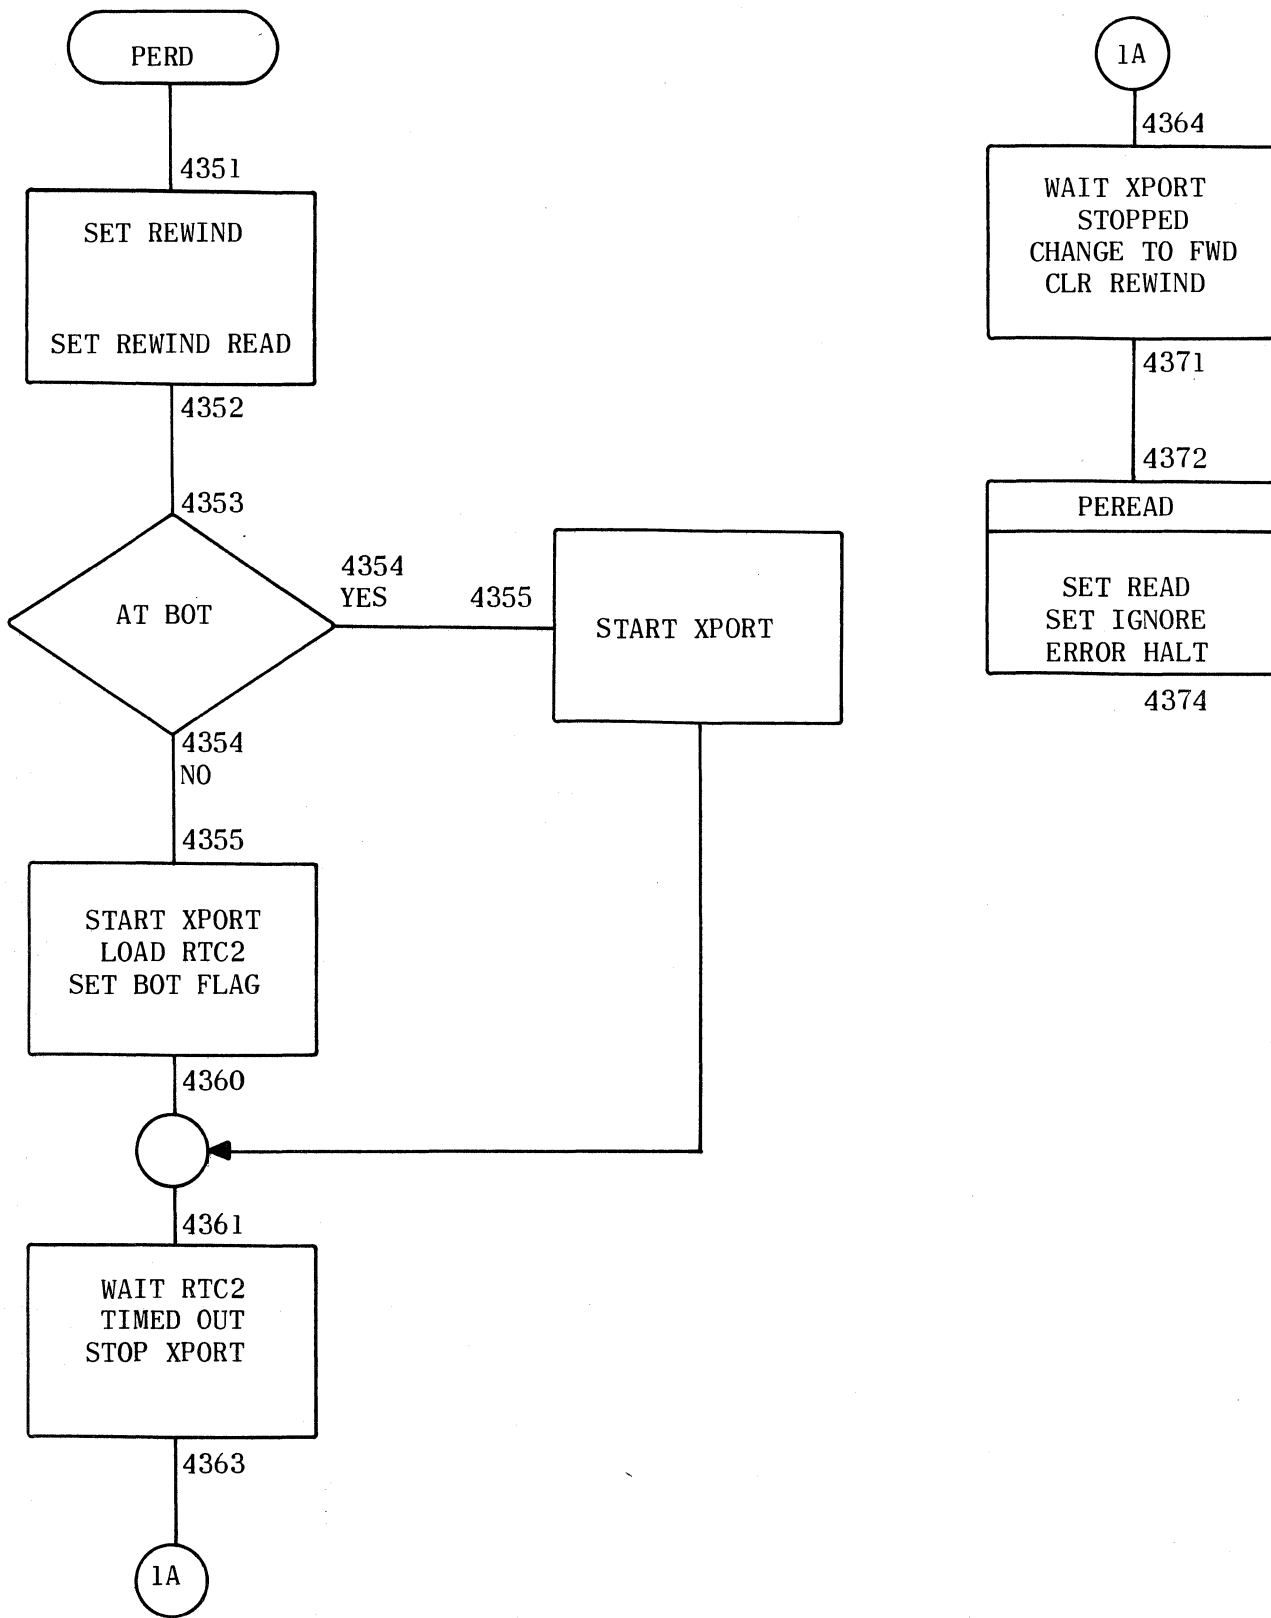 PERD
4351
SET REWIND
SET REWIND READ
4352
4353
AT BOT
4354
YES
4355
START XPORT
4354
NO
4355
START XPORT
LOAD RTC2
SET BOT FLAG
4360
4361
WAIT RTC2
TIMED OUT
STOP XPORT
4363
1A
1A
4364
WAIT XPORT
STOPPED
CHANGE TO FWD
CLR REWIND
4371
4372
PEREAD
SET READ
SET IGNORE
ERROR HALT
4374